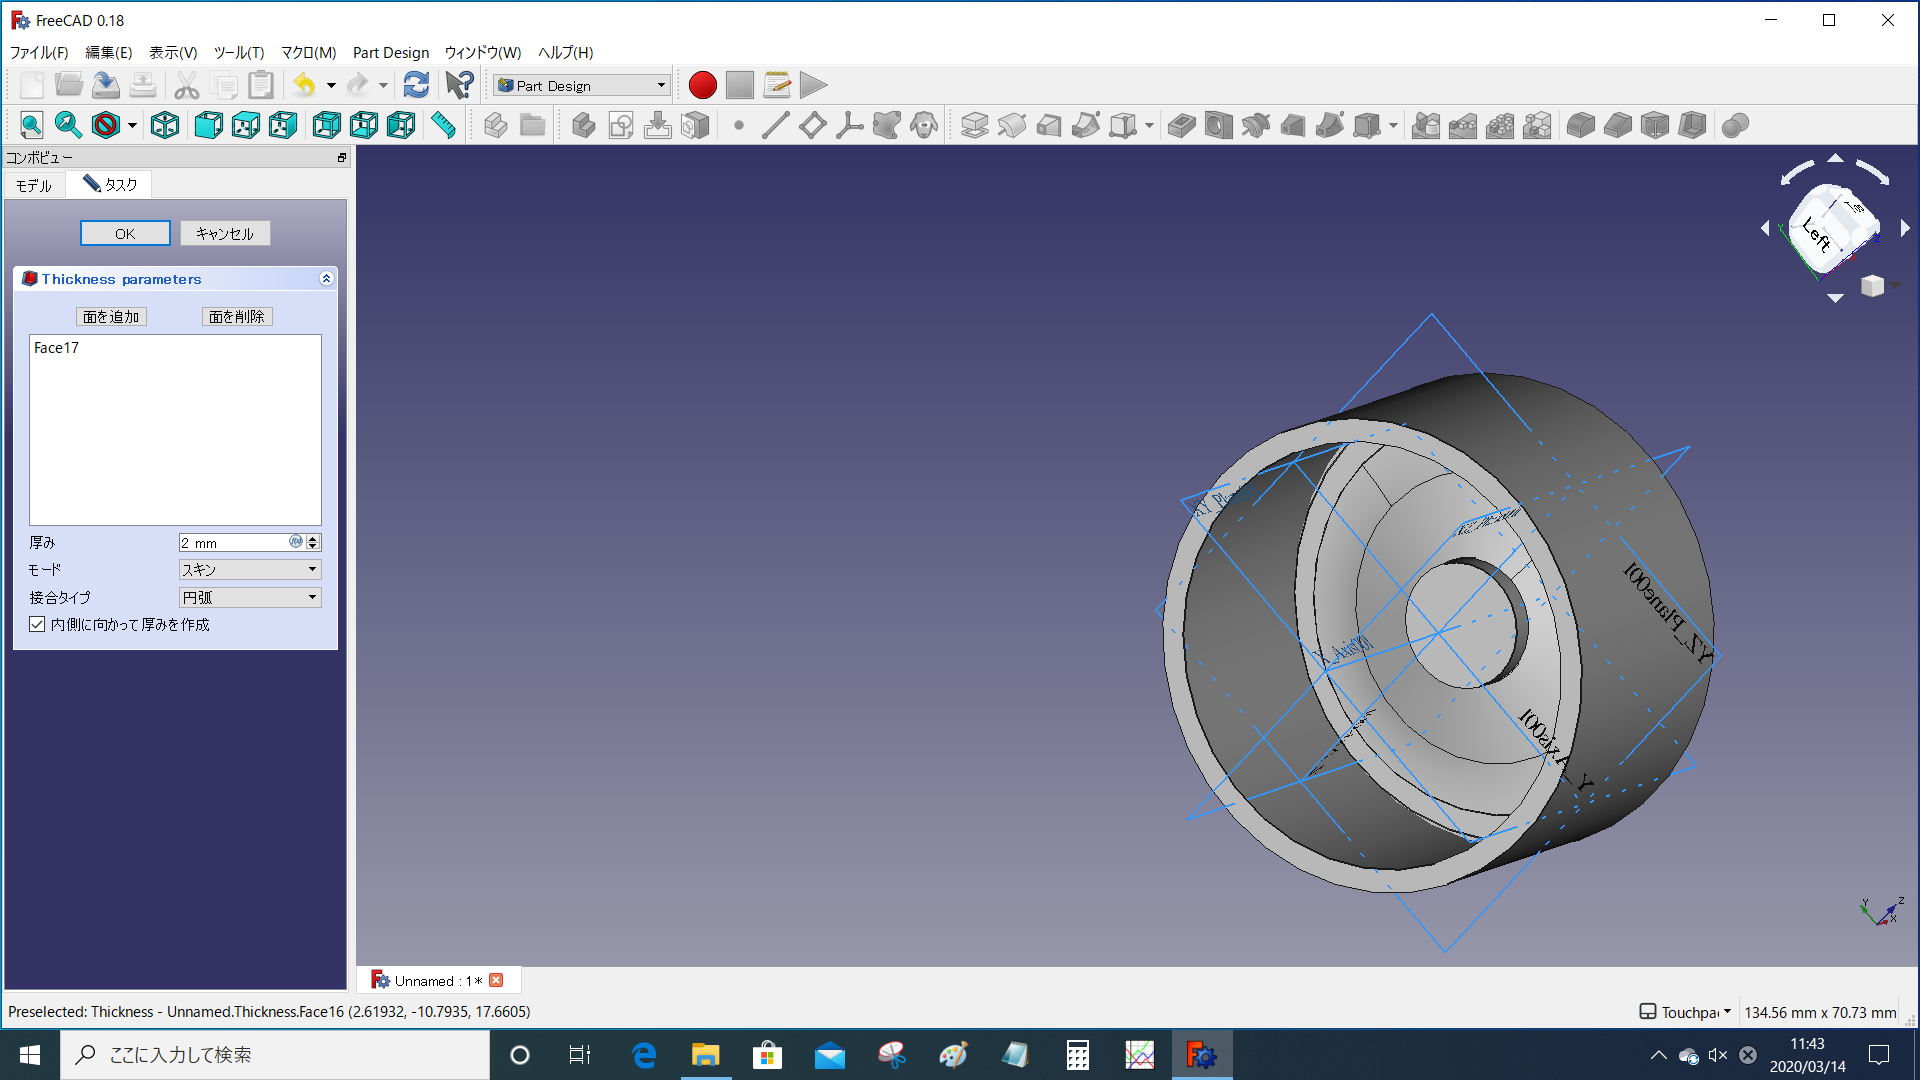 FreeCAD 0.18
ファイル(F) 編集(E) 表示(V) ツール(T) マクロ(M) Part Design ウィンドウ(W) ヘルプ(H)
Part Design
コンボビュー
モデル タスク
OK キャンセル
Thickness parameters
面を追加 面を削除
Face17
厚み 2 mm
モード スキン
接合タイプ 円弧
内側に向かって厚みを作成
Top
Left
Y
Z
X_Axis001
YZ_Plane001
Y_Axis001
Y Z
X
Unnamed : 1*
Preselected: Thickness - Unnamed.Thickness.Face16 (2.61932, -10.7935, 17.6605)
134.56 mm x 70.73 mm
ここに入力して検索
11:43
2020/03/14